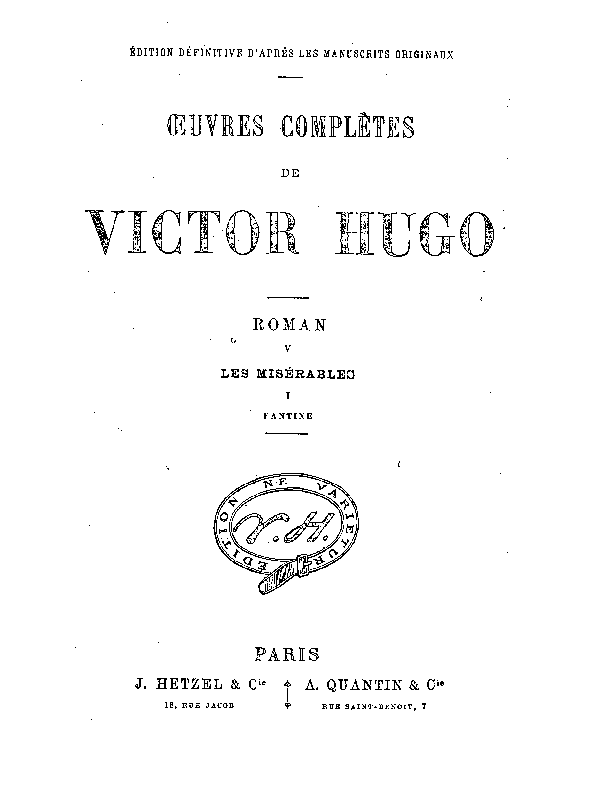 ÉDITION DÉFINITIVE D'APRÉS LES MANUSCRITS ORIGINAUX
ŒUVRES COMPLÈTES
DE
VICTOR HUGO
ROMAN
V
LES MISÉRABLES
I
FANTINE
ÉDITION NE VARIETUR
V.H.
PARIS
J. HETZEL & Cie
A. QUANTIN & Cie
18, RUE JACOB
RUE SAINT-BENOIT, 7